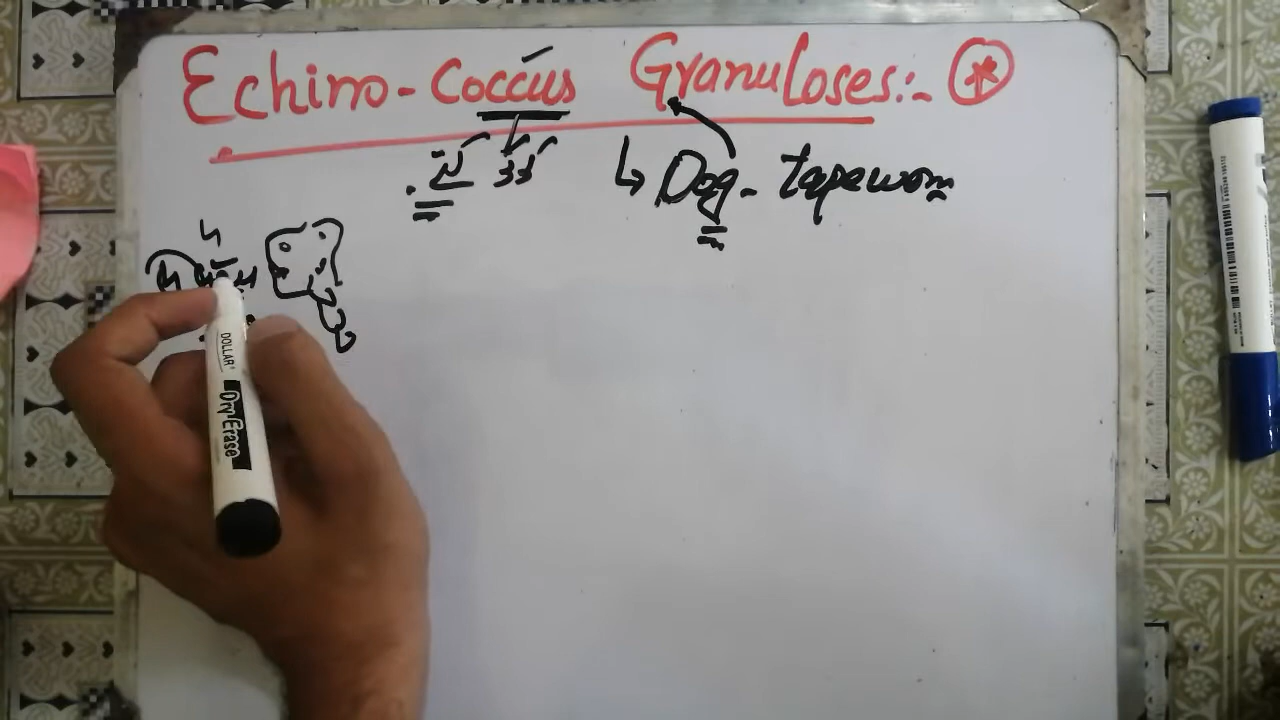 Echino-Coccus Granuloses:-
↳ Dog- tapeworm
DOLLAR
Dry Erase